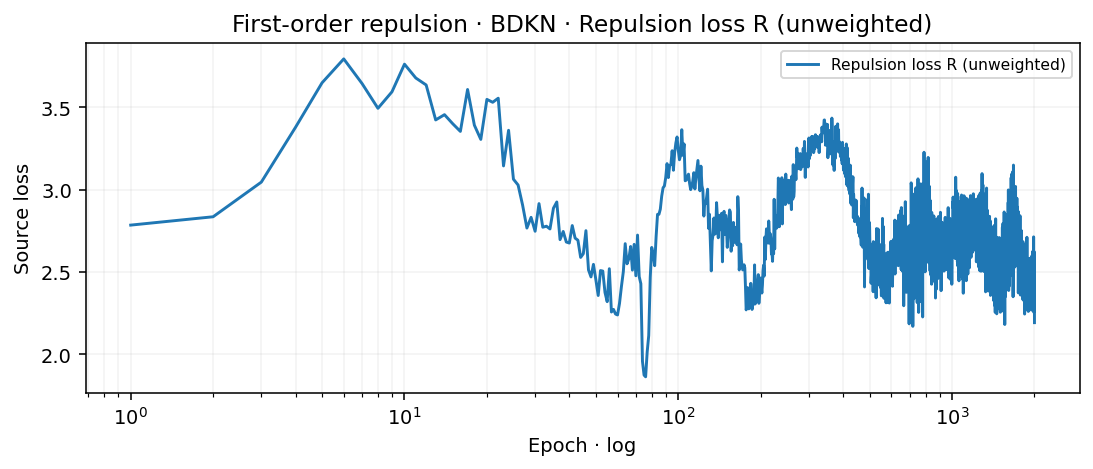 First-order repulsion · BDKN · Repulsion loss R (unweighted)
Repulsion loss R (unweighted)
Source loss
3.5
3.0
2.5
2.0
10⁰
10¹
10²
10³
Epoch · log